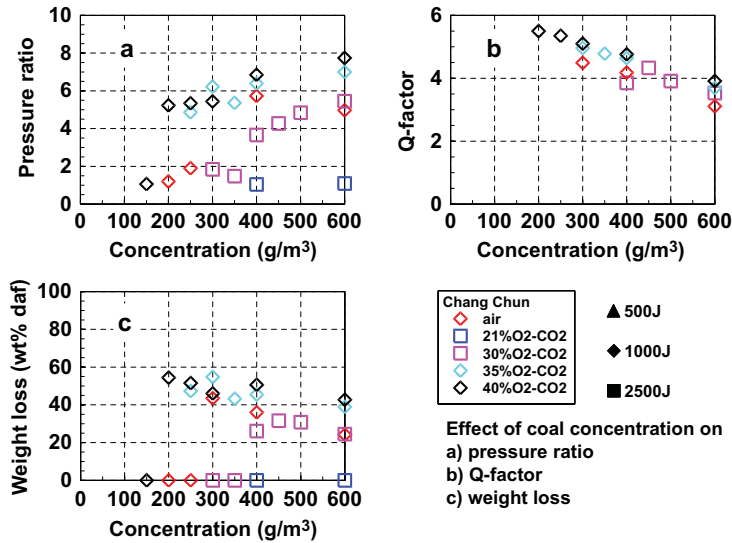 10
8
6
4
2
0
Pressure ratio
a
0 100 200 300 400 500 600
Concentration (g/m³)
6
4
2
0
Q-factor
b
0 100 200 300 400 500 600
Concentration (g/m³)
100
80
60
40
20
0
Weight loss (wt% daf)
c
0 100 200 300 400 500 600
Concentration (g/m³)
Chang Chun
air
21%O2-CO2
30%O2-CO2
35%O2-CO2
40%O2-CO2
500J
1000J
2500J
Effect of coal concentration on
a) pressure ratio
b) Q-factor
c) weight loss